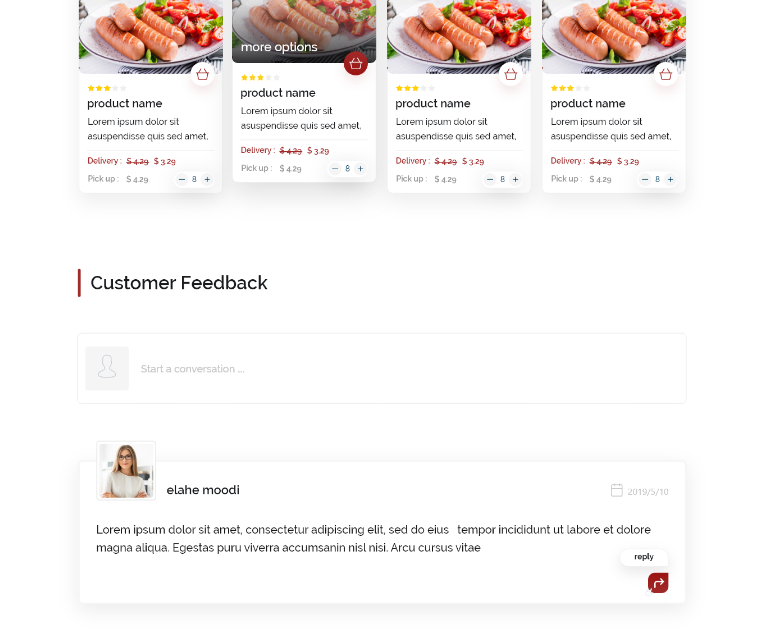 more options
product name
Lorem ipsum dolor sit
asuspendisse quis sed amet,
Delivery : $ 4.29 $ 3.29
Pick up : $ 4.29 — 8 +
product name
Lorem ipsum dolor sit
asuspendisse quis sed amet,
Delivery : $ 4.29 $ 3.29
Pick up : $ 4.29 — 8 +
product name
Lorem ipsum dolor sit
asuspendisse quis sed amet,
Delivery : $ 4.29 $ 3.29
Pick up : $ 4.29 — 8 +
product name
Lorem ipsum dolor sit
asuspendisse quis sed amet,
Delivery : $ 4.29 $ 3.29
Pick up : $ 4.29 — 8 +
Customer Feedback
Start a conversation ....
elahe moodi
2019/5/10
Lorem ipsum dolor sit amet, consectetur adipiscing elit, sed do eius tempor incididunt ut labore et dolore
magna aliqua. Egestas puru viverra accumsanin nisl nisi. Arcu cursus vitae
reply